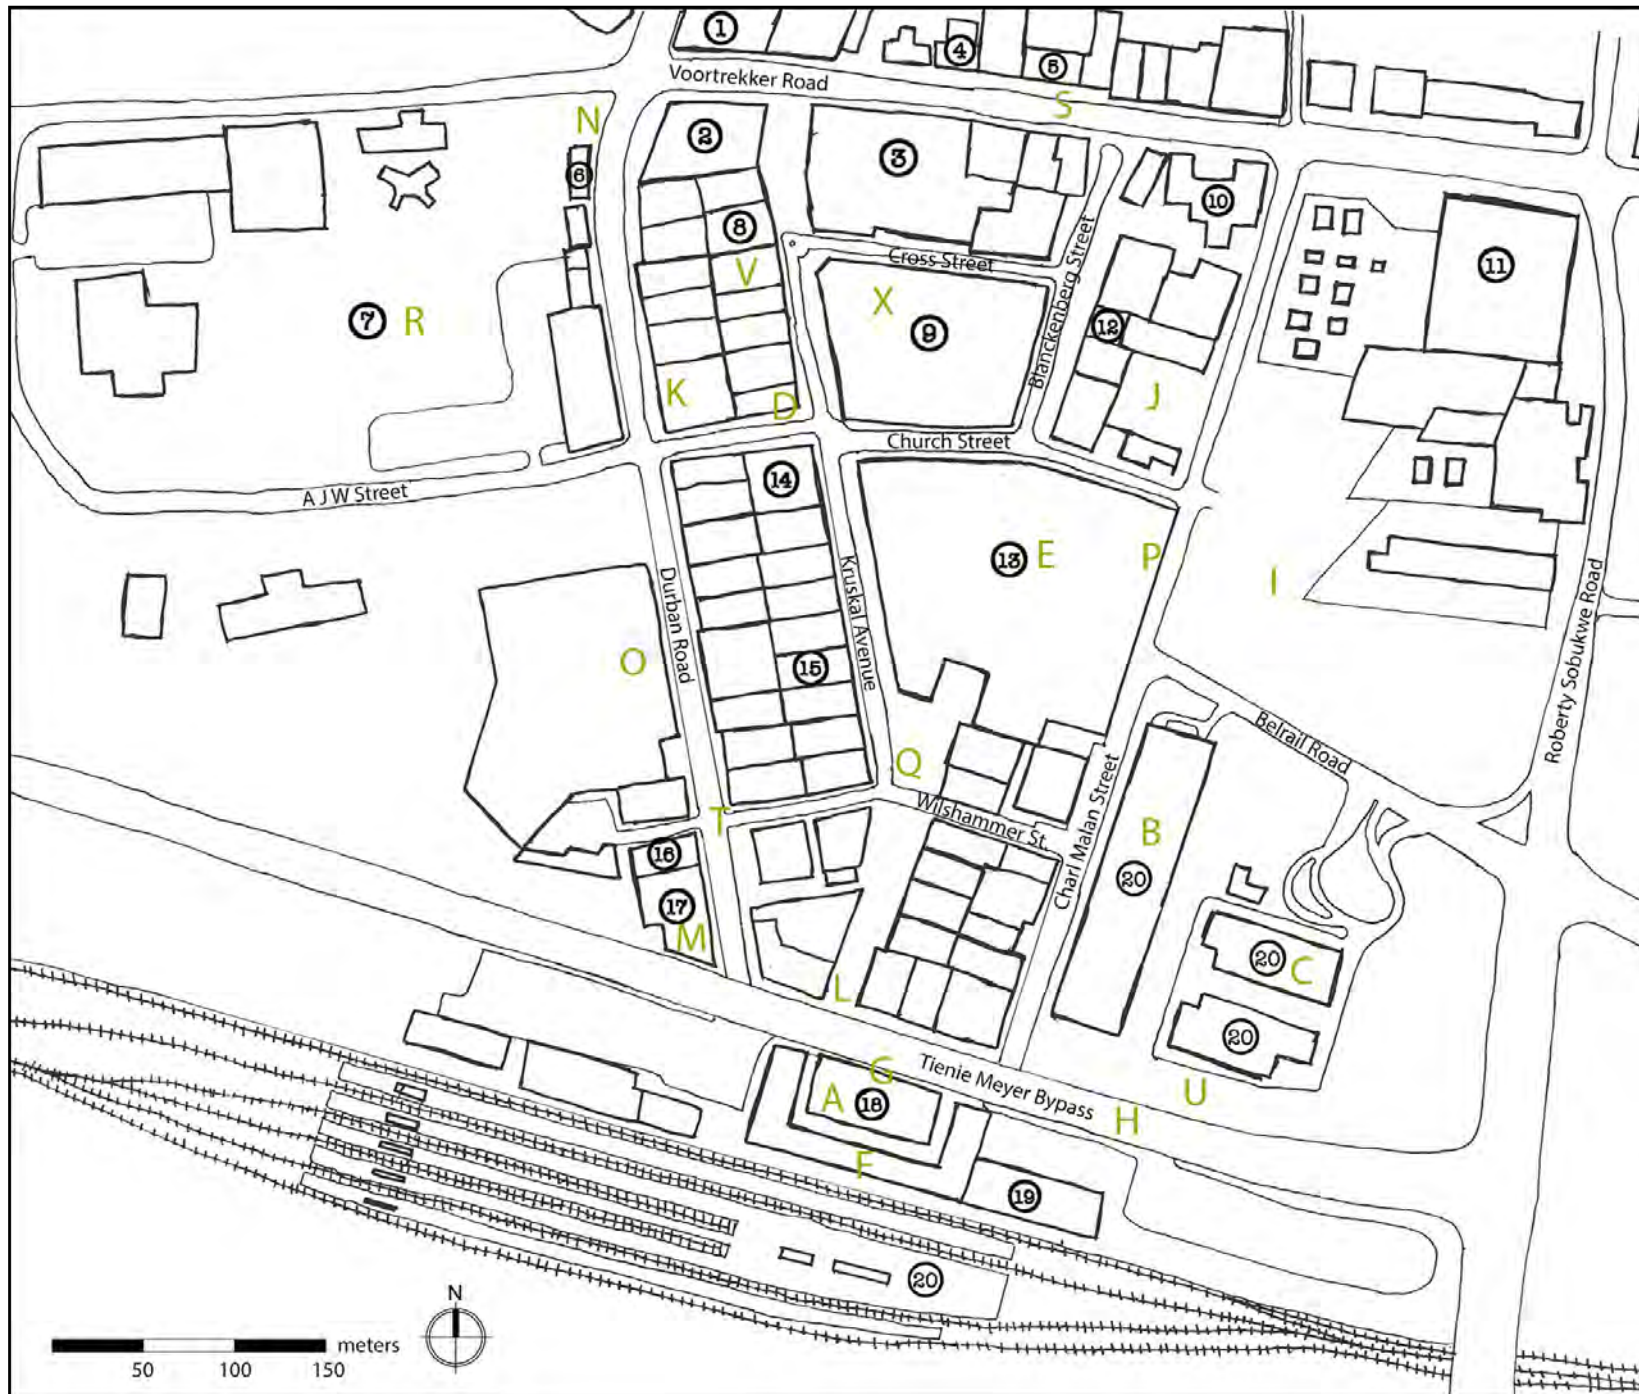 1
4
5
Voortrekker Road
S
N
2
3
6
10
8
Cross Street
Blanckenberg Street
11
V
X
7
R
9
12
K
D
J
Church Street
A J W Street
14
13
E
P
I
Durban Road
Kruskal Avenue
O
15
Roberty Sobukwe Road
Belrail Road
Q
Wilshammer St.
Charl Malan Street
T
B
16
20
17
M
20
C
L
20
G
Tienie Meyer Bypass
A
18
H
U
F
19
20
N
meters
50
100
150